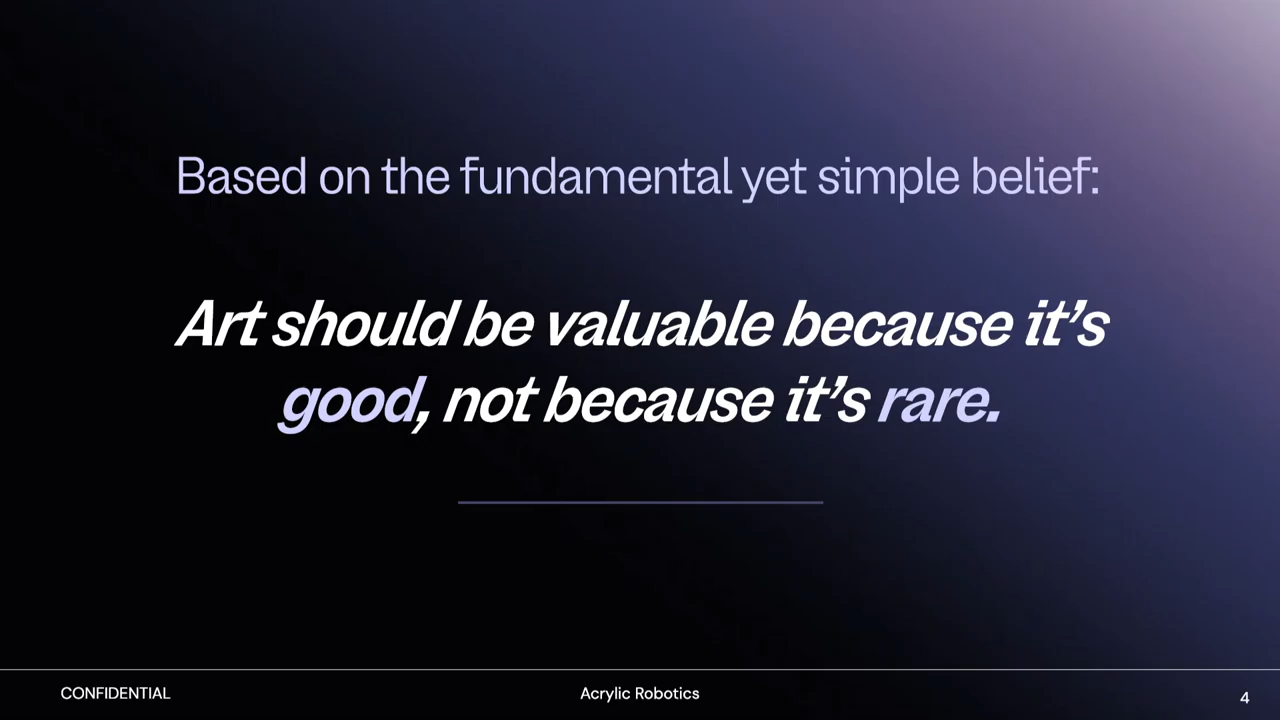 Based on the fundamental yet simple belief:
Art should be valuable because it’s
good, not because it’s rare.
CONFIDENTIAL
Acrylic Robotics
4